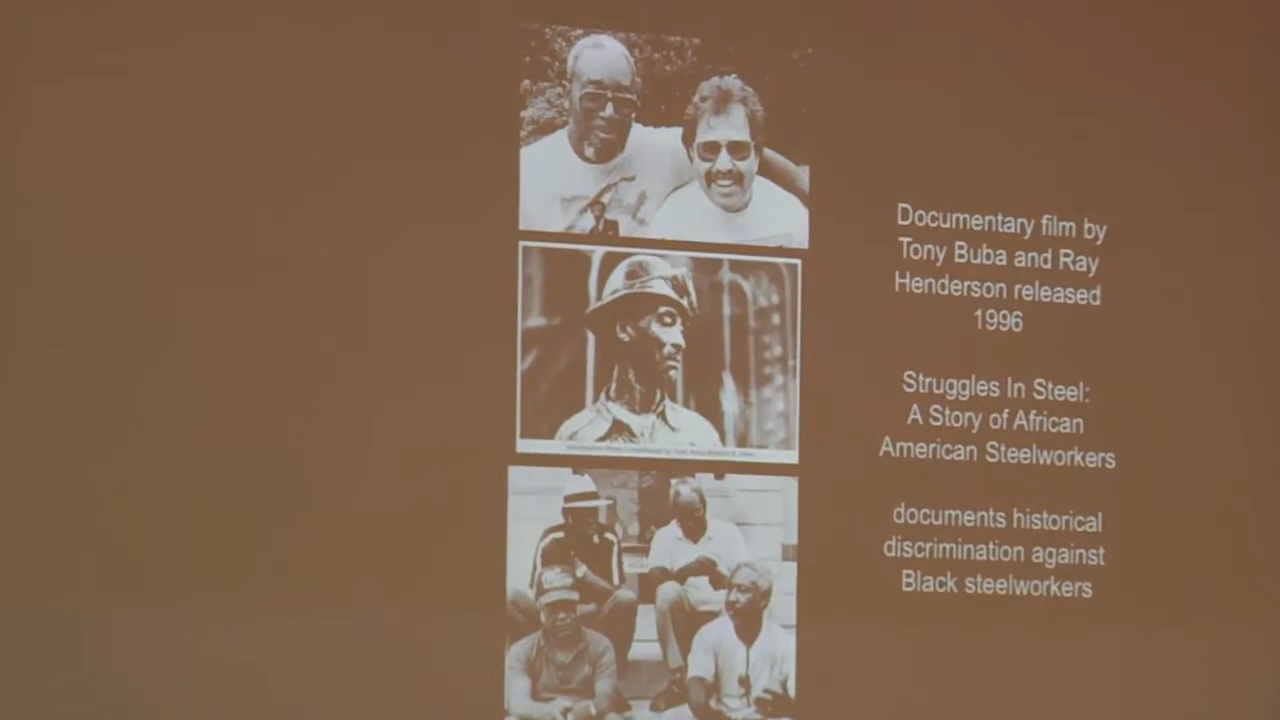 Documentary film by
Tony Buba and Ray
Henderson released
1996
Struggles In Steel:
A Story of African
American Steelworkers
documents historical
discrimination against
Black steelworkers